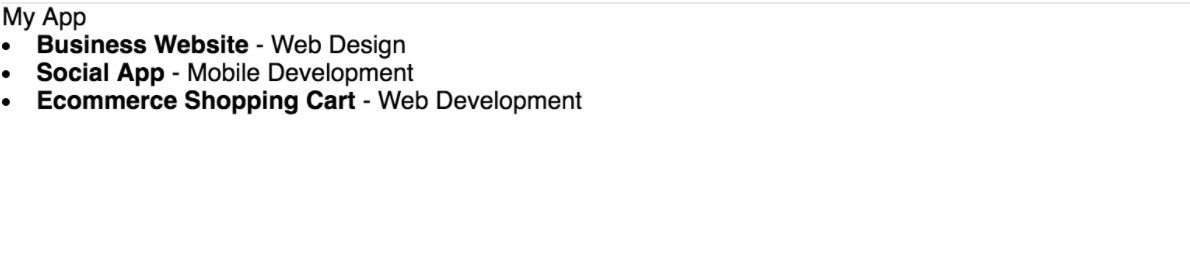 My App
• Business Website - Web Design
• Social App - Mobile Development
• Ecommerce Shopping Cart - Web Development